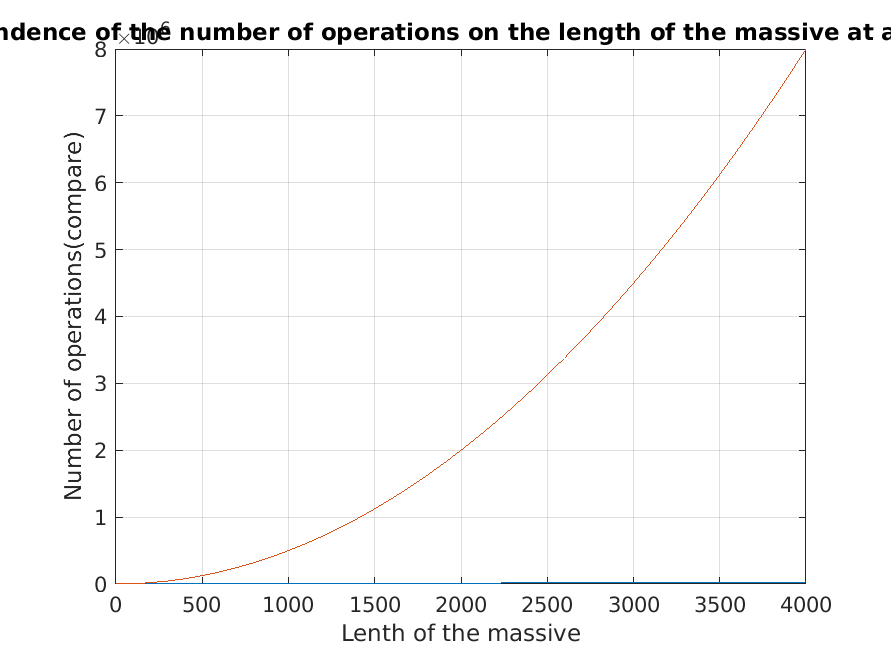 ndence of the number of operations on the length of the massive at a
×10^6
8
7
6
5
4
3
2
1
0
Number of operations(compare)
0 500 1000 1500 2000 2500 3000 3500 4000
Lenth of the massive